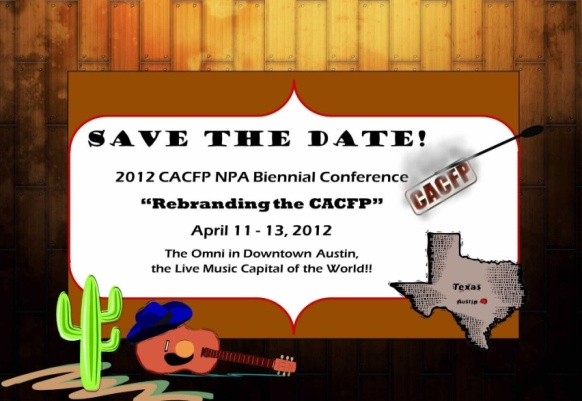 SAVE THE DATE!
2012 CACFP NPA Biennial Conference
“Rebranding the CACFP”
April 11 - 13, 2012
The Omni in Downtown Austin,
the Live Music Capital of the World!!
CACFP
Texas
Austin